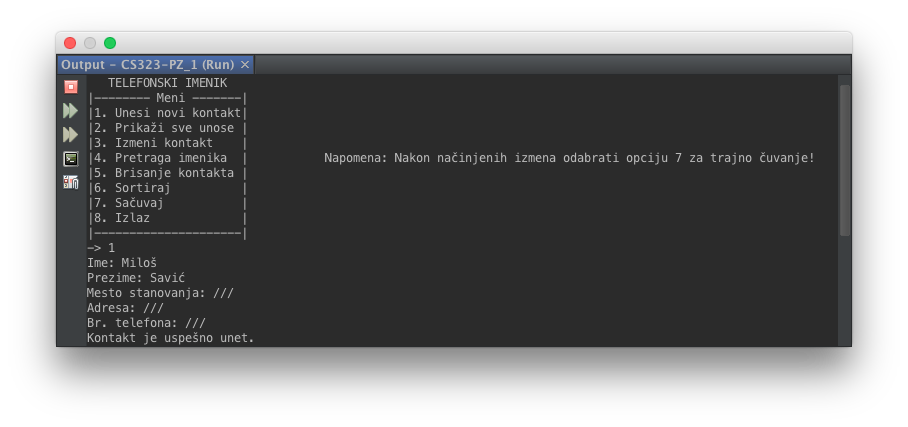 Output - CS323-PZ_1 (Run) ×
TELEFONSKI IMENIK
|-------- Meni -------|
|1. Unesi novi kontakt|
|2. Prikaži sve unose |
|3. Izmeni kontakt    |
|4. Pretraga imenika  |           Napomena: Nakon načinjenih izmena odabrati opciju 7 za trajno čuvanje!
|5. Brisanje kontakta |
|6. Sortiraj          |
|7. Sačuvaj           |
|8. Izlaz             |
|---------------------|
-> 1
Ime: Miloš
Prezime: Savić
Mesto stanovanja: ///
Adresa: ///
Br. telefona: ///
Kontakt je uspešno unet.